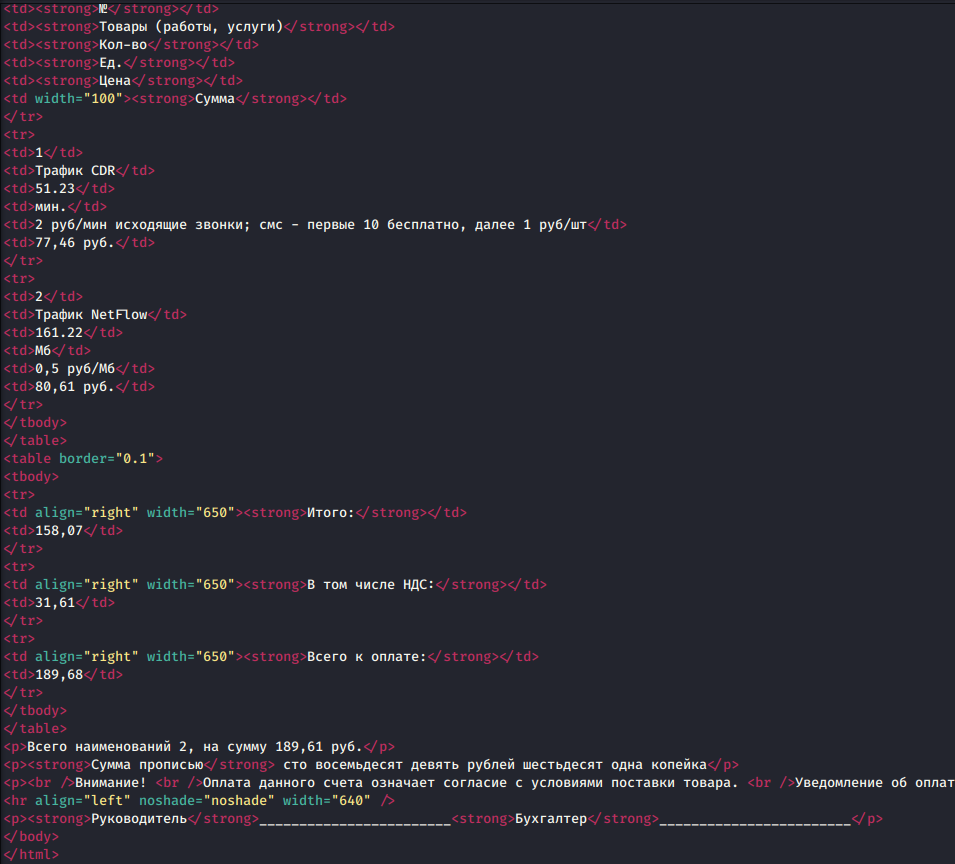 <td><strong>№</strong></td>
<td><strong>Товары (работы, услуги)</strong></td>
<td><strong>Кол-во</strong></td>
<td><strong>Ед.</strong></td>
<td><strong>Цена</strong></td>
<td width="100"><strong>Сумма</strong></td>
</tr>
<tr>
<td>1</td>
<td>Трафик CDR</td>
<td>51.23</td>
<td>мин.</td>
<td>2 руб/мин исходящие звонки; смс - первые 10 бесплатно, далее 1 руб/шт</td>
<td>77,46 руб.</td>
</tr>
<tr>
<td>2</td>
<td>Трафик NetFlow</td>
<td>161.22</td>
<td>Мб</td>
<td>0,5 руб/Мб</td>
<td>80,61 руб.</td>
</tr>
</tbody>
</table>
<table border="0.1">
<tbody>
<tr>
<td align="right" width="650"><strong>Итого:</strong></td>
<td>158,07</td>
</tr>
<tr>
<td align="right" width="650"><strong>В том числе НДС:</strong></td>
<td>31,61</td>
</tr>
<tr>
<td align="right" width="650"><strong>Всего к оплате:</strong></td>
<td>189,68</td>
</tr>
</tbody>
</table>
<p>Всего наименований 2, на сумму 189,61 руб.</p>
<p><strong>Сумма прописью</strong> сто восемьдесят девять рублей шестьдесят одна копейка</p>
<p><br />Внимание! <br />Оплата данного счета означает согласие с условиями поставки товара. <br />Уведомление об оплат
<hr align="left" noshade="noshade" width="640" />
<p><strong>Руководитель</strong>________________________<strong>Бухгалтер</strong>________________________</p>
</body>
</html>